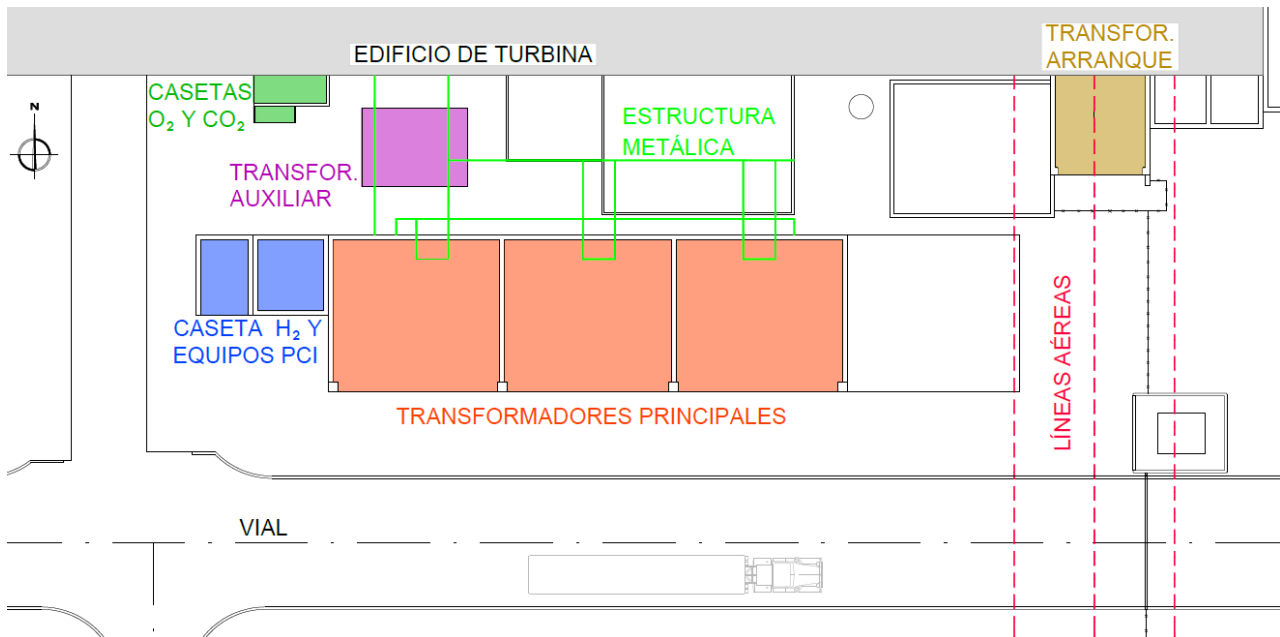 EDIFICIO DE TURBINA
TRANSFOR.
ARRANQUE
CASETAS
O₂ Y CO₂
ESTRUCTURA
METÁLICA
N
TRANSFOR.
AUXILIAR
CASETA H₂ Y
EQUIPOS PCI
LÍNEAS AÉREAS
TRANSFORMADORES PRINCIPALES
VIAL